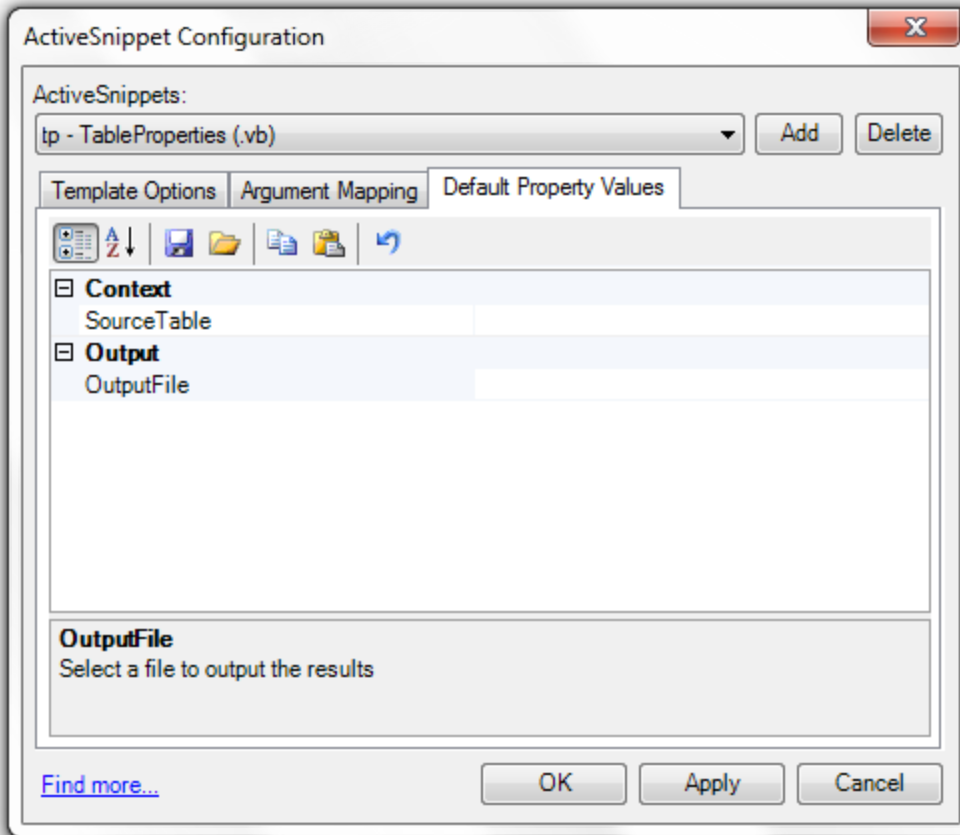 ActiveSnippet Configuration
ActiveSnippets:
tp - TableProperties (.vb)
Add
Delete
Template Options
Argument Mapping
Default Property Values
Context
SourceTable
Output
OutputFile
OutputFile
Select a file to output the results
Find more...
OK
Apply
Cancel